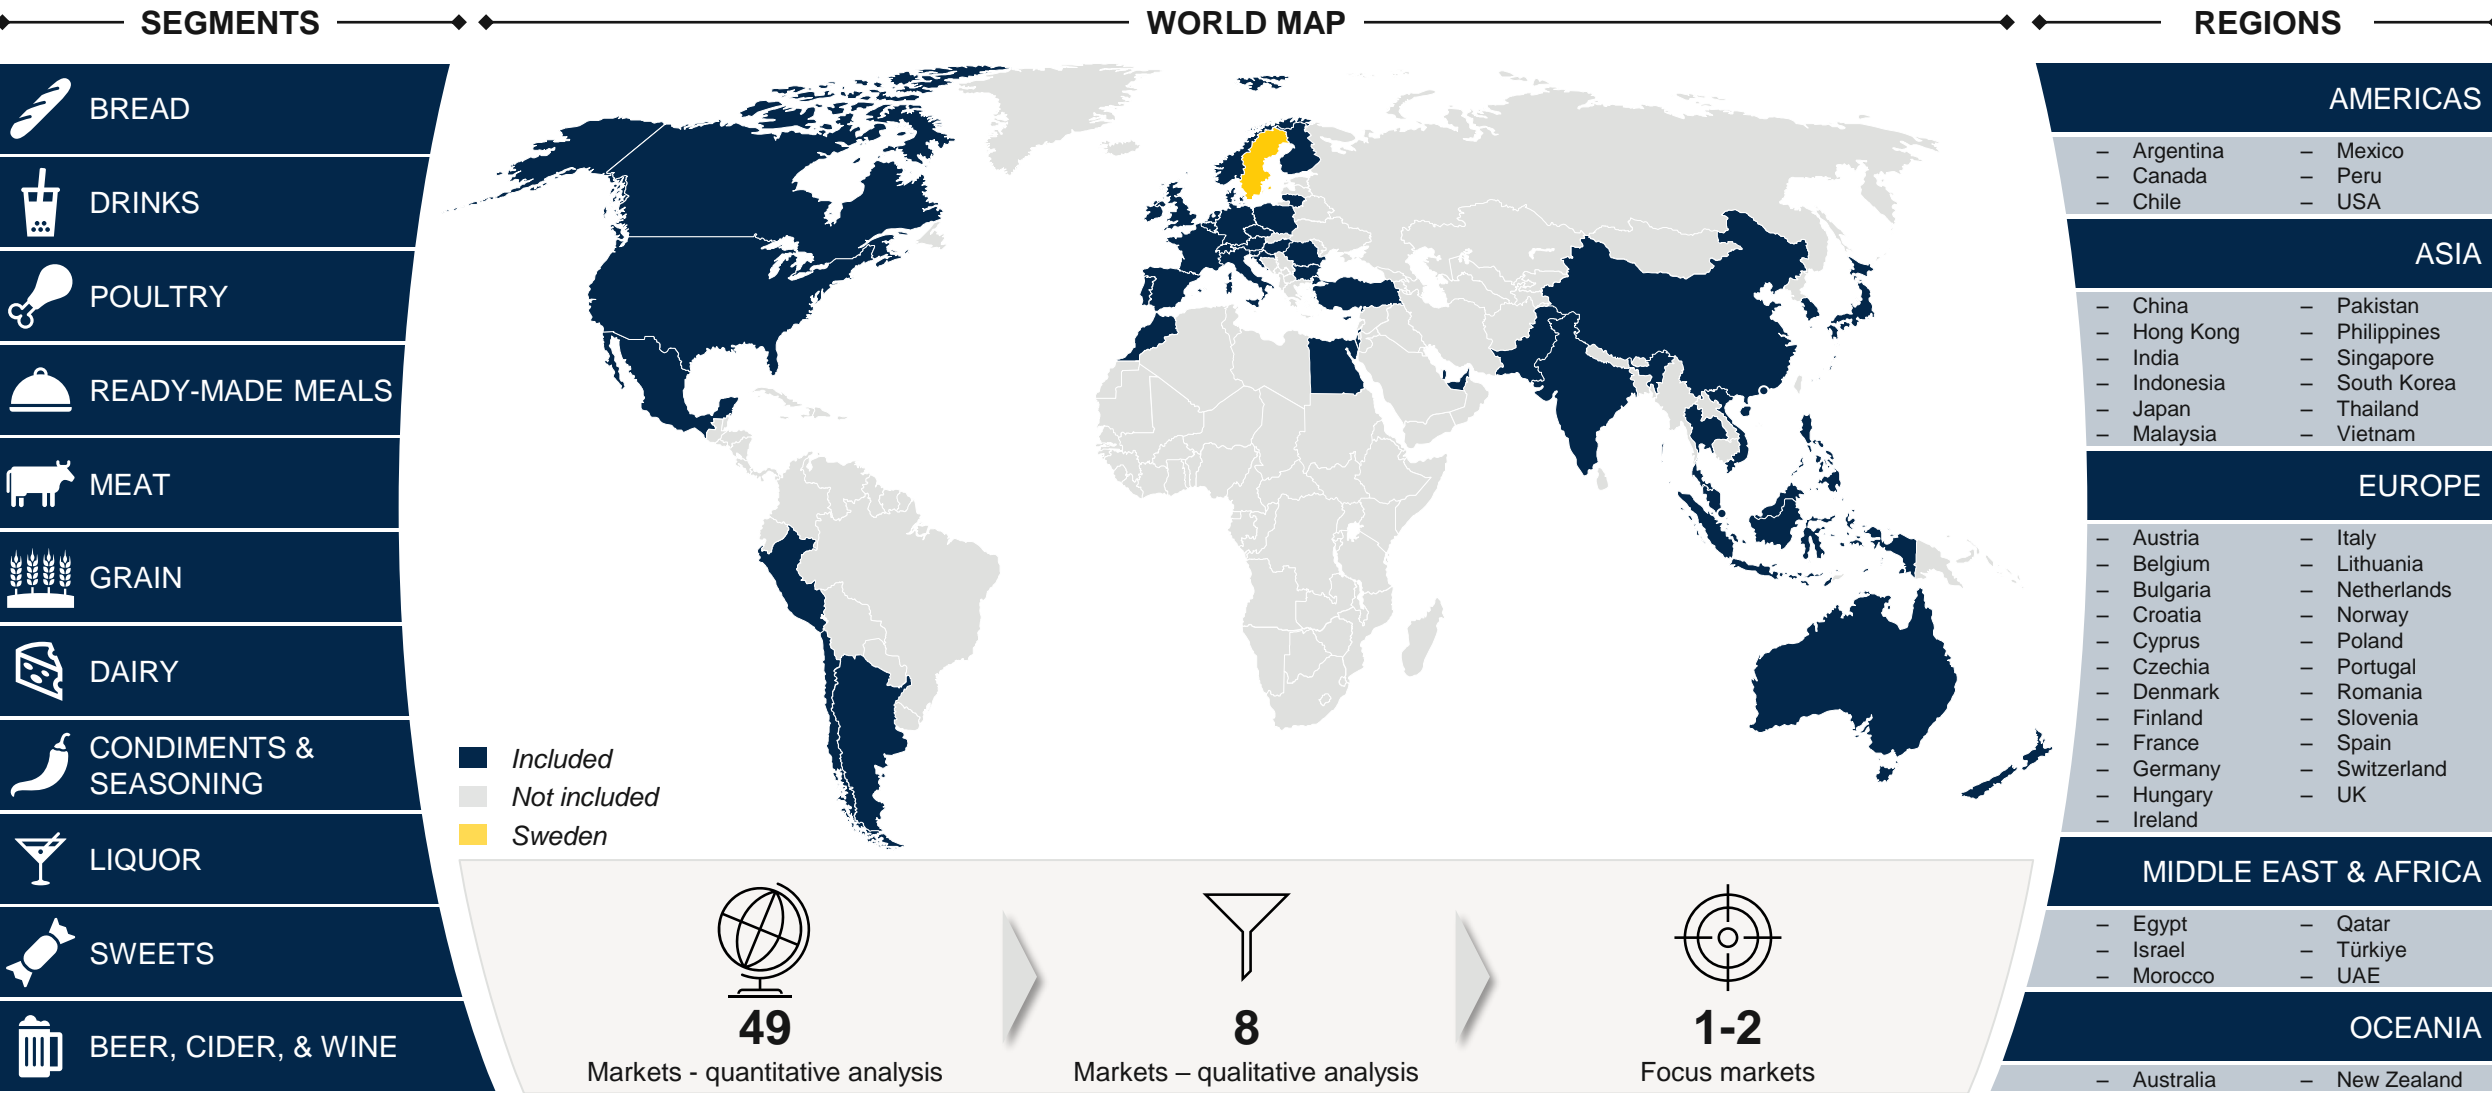 SEGMENTS
BREAD
DRINKS
POULTRY
READY-MADE MEALS
MEAT
GRAIN
DAIRY
CONDIMENTS &
SEASONING
LIQUOR
SWEETS
BEER, CIDER, & WINE
WORLD MAP
Included
Not included
Sweden
49
Markets - quantitative analysis
8
Markets – qualitative analysis
1-2
Focus markets
REGIONS
AMERICAS
– Argentina
– Canada
– Chile
– Mexico
– Peru
– USA
ASIA
– China
– Hong Kong
– India
– Indonesia
– Japan
– Malaysia
– Pakistan
– Philippines
– Singapore
– South Korea
– Thailand
– Vietnam
EUROPE
– Austria
– Belgium
– Bulgaria
– Croatia
– Cyprus
– Czechia
– Denmark
– Finland
– France
– Germany
– Hungary
– Ireland
– Italy
– Lithuania
– Netherlands
– Norway
– Poland
– Portugal
– Romania
– Slovenia
– Spain
– Switzerland
– UK
MIDDLE EAST & AFRICA
– Egypt
– Israel
– Morocco
– Qatar
– Türkiye
– UAE
OCEANIA
– Australia
– New Zealand